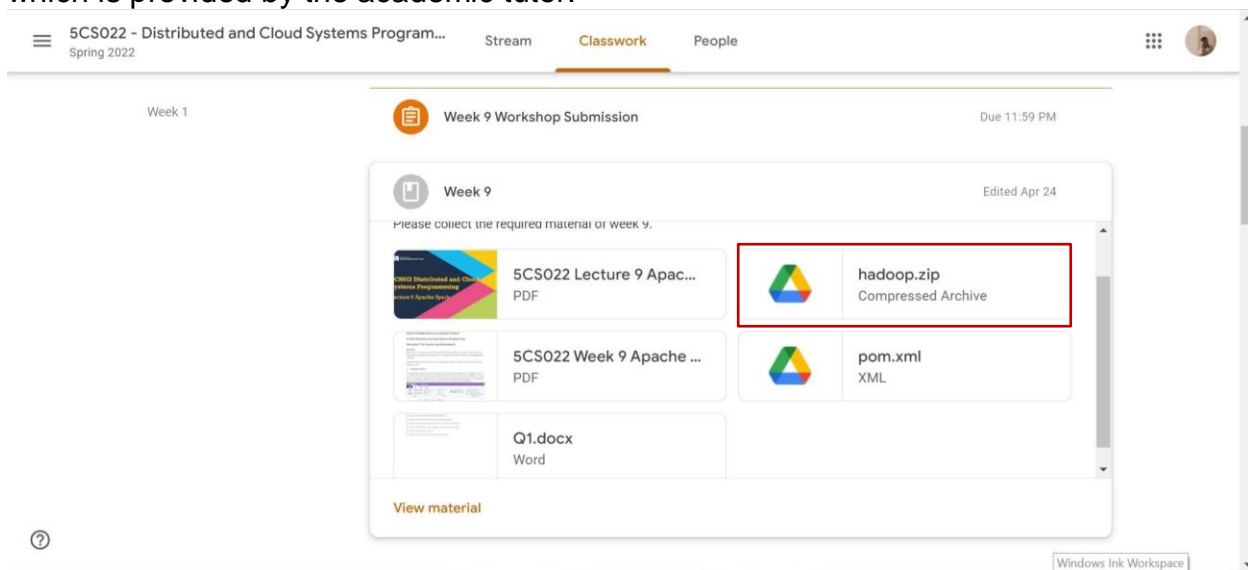 which is provided by the academic tutor.
5CS022 - Distributed and Cloud Systems Program...
Spring 2022
Stream
Classwork
People
Week 1
Week 9 Workshop Submission
Due 11:59 PM
Week 9
Edited Apr 24
Please collect the required material of week 9.
5CS022 Lecture 9 Apac...
PDF
hadoop.zip
Compressed Archive
5CS022 Week 9 Apache ...
PDF
pom.xml
XML
Q1.docx
Word
View material
Windows Ink Workspace